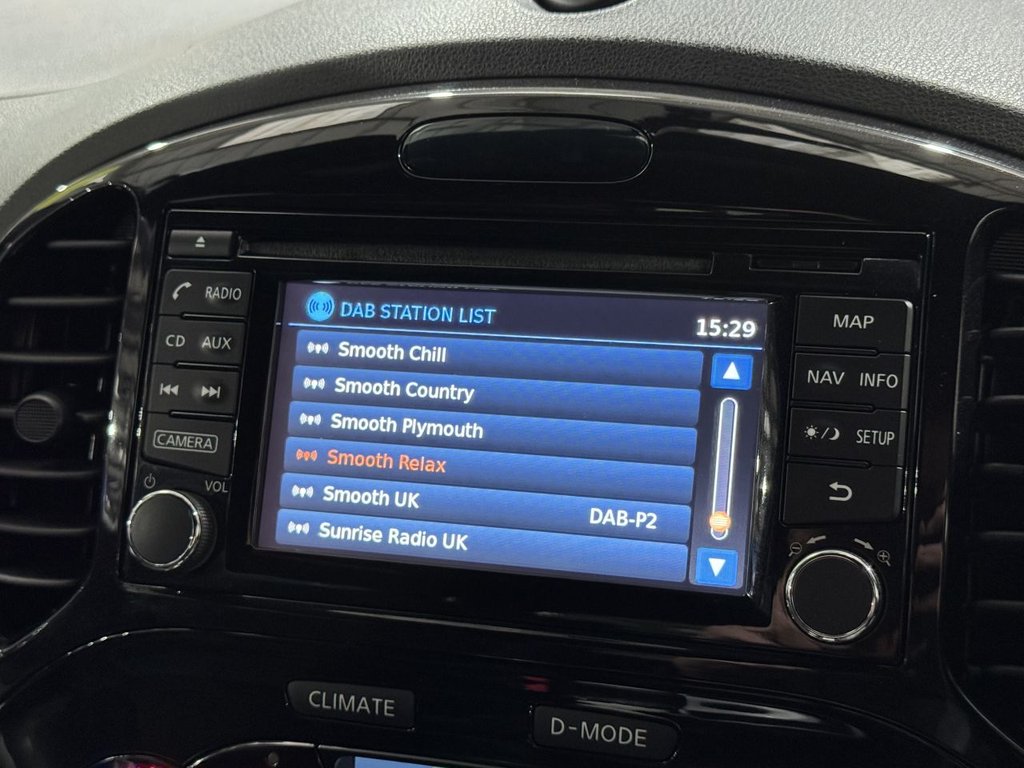 DAB STATION LIST
15:29
Smooth Chill
Smooth Country
Smooth Plymouth
Smooth Relax
Smooth UK DAB-P2
Sunrise Radio UK
RADIO
CD AUX
CAMERA
VOL
MAP
NAV INFO
SETUP
CLIMATE
D-MODE